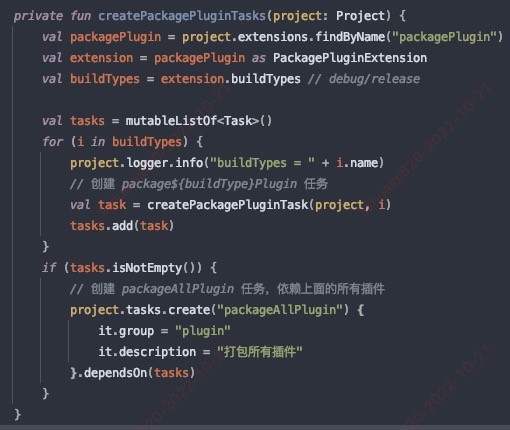 private fun createPackagePluginTasks(project: Project) {
    val packagePlugin = project.extensions.findByName("packagePlugin")
    val extension = packagePlugin as PackagePluginExtension
    val buildTypes = extension.buildTypes // debug/release

    val tasks = mutableListOf<Task>()
    for (i in buildTypes) {
        project.logger.info("buildTypes = " + i.name)
        // 创建 package${buildType}Plugin 任务
        val task = createPackagePluginTask(project, i)
        tasks.add(task)
    }
    if (tasks.isNotEmpty()) {
        // 创建 packageAllPlugin 任务，依赖上面的所有插件
        project.tasks.create("packageAllPlugin") {
            it.group = "plugin"
            it.description = "打包所有插件"
        }.dependsOn(tasks)
    }
}